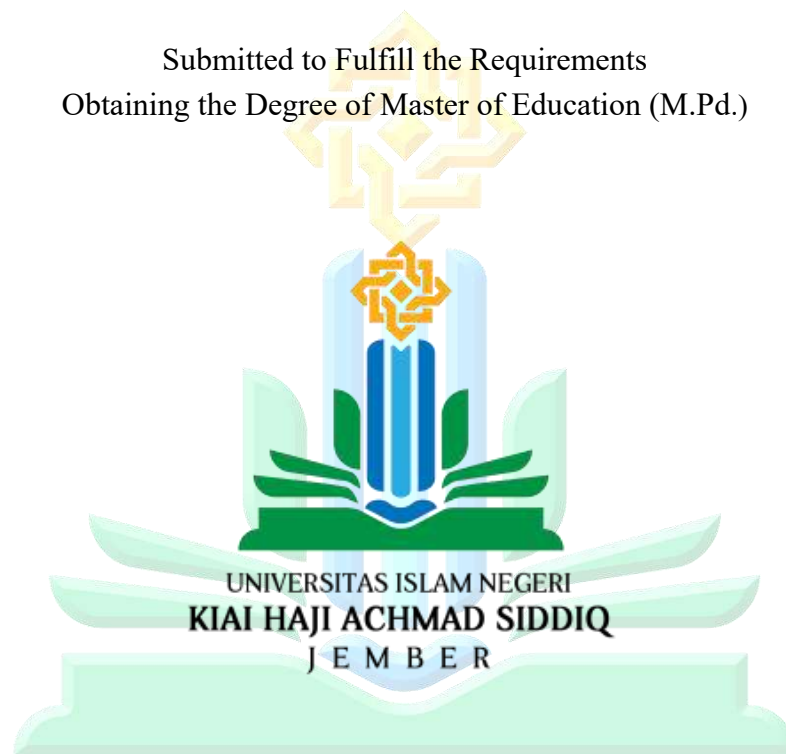 Submitted to Fulfill the Requirements
Obtaining the Degree of Master of Education (M.Pd.)
UNIVERSITAS ISLAM NEGERI
KIAI HAJI ACHMAD SIDDIQ
JEMBER